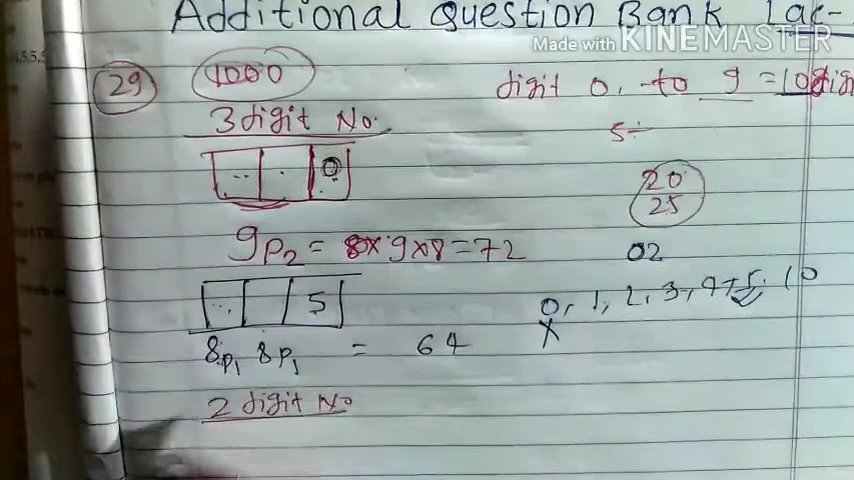 Additional Question Bank
Made with KINEMASTER
29 1000 digit 0, to 9 = 10
3 digit No.
5÷
0
20
25
9P2 = 9×8 = 72
02
5
0, 1, 2, 3, 4, 5, 10
×
8P1 8P1 = 64
2 digit No